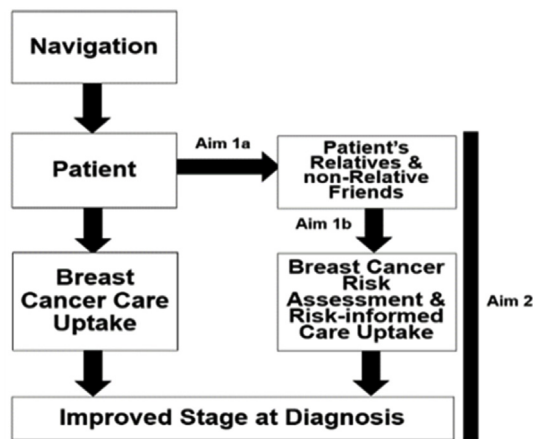 Navigation
Aim 1a
Patient
Patient's
Relatives &
non-Relative
Friends
Aim 1b
Breast
Cancer Care
Uptake
Breast Cancer
Risk
Assessment &
Risk-informed
Care Uptake
Aim 2
Improved Stage at Diagnosis